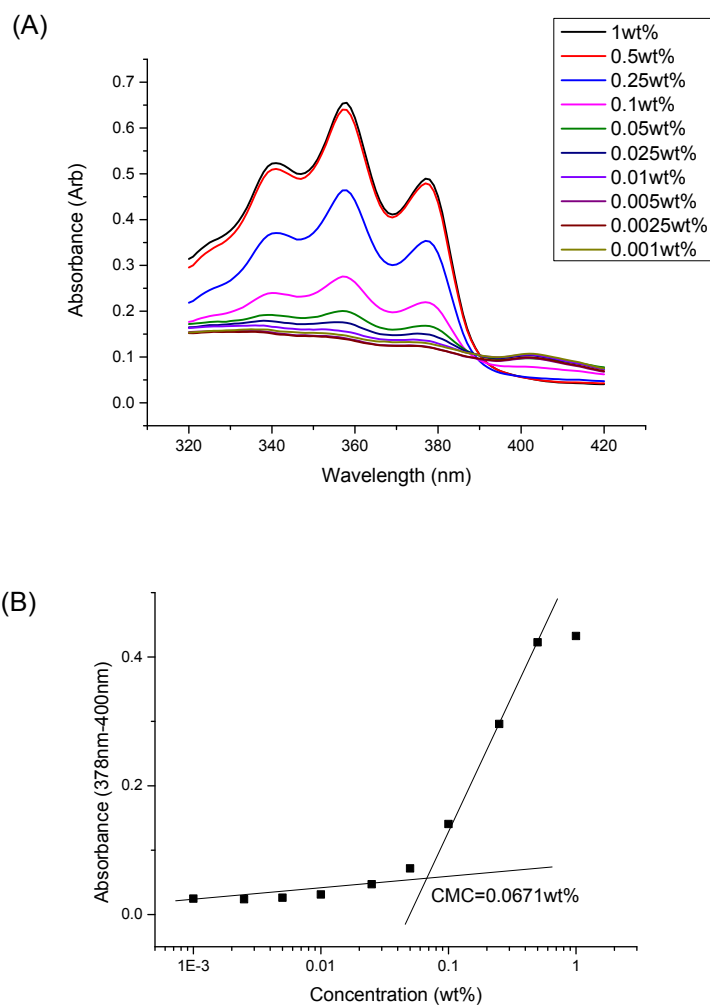 (A)
1wt%
0.5wt%
0.25wt%
0.1wt%
0.05wt%
0.025wt%
0.01wt%
0.005wt%
0.0025wt%
0.001wt%
0.7
0.6
0.5
0.4
0.3
0.2
0.1
0.0
Absorbance (Arb)
320 340 360 380 400 420
Wavelength (nm)
(B)
0.4
0.2
0.0
Absorbance (378nm-400nm)
CMC=0.0671wt%
1E-3 0.01 0.1 1
Concentration (wt%)